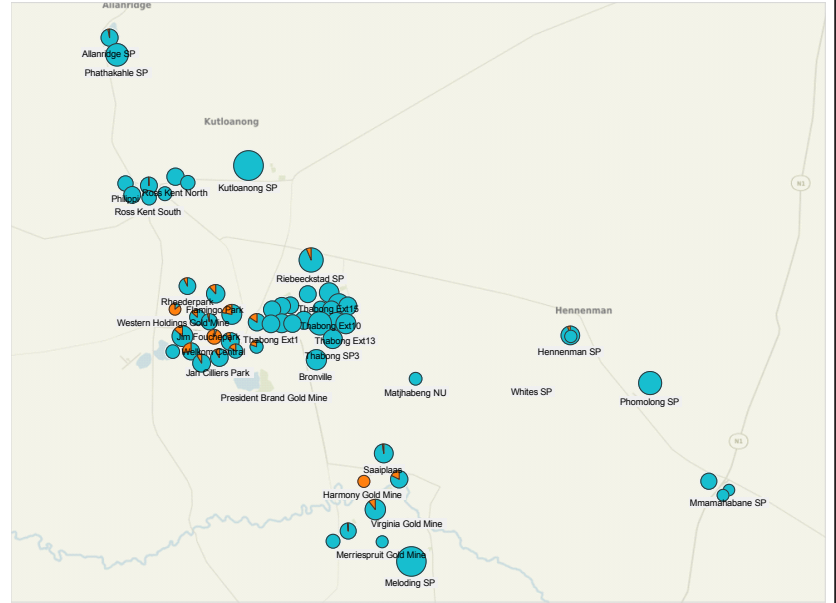 Allanridge
Allanridge SP
Phathakahle SP
Kutloanong
Kutloanong SP
Ross Kent North
Philippi
Ross Kent South
N1
Riebeeckstad SP
Rheederpark
Flamingo Park
Thabong Ext15
Western Holdings Gold Mine
Thabong Ext10
Hennenman
Jim Fouchepark
Thabong Ext1
Thabong Ext13
Welkom Central
Thabong SP3
Hennenman SP
Jan Cilliers Park
Bronville
Matjhabeng NU
Whites SP
President Brand Gold Mine
Phomolong SP
N1
Saaiplaas
Harmony Gold Mine
Mmamahabane SP
Virginia Gold Mine
Merriespruit Gold Mine
Meloding SP